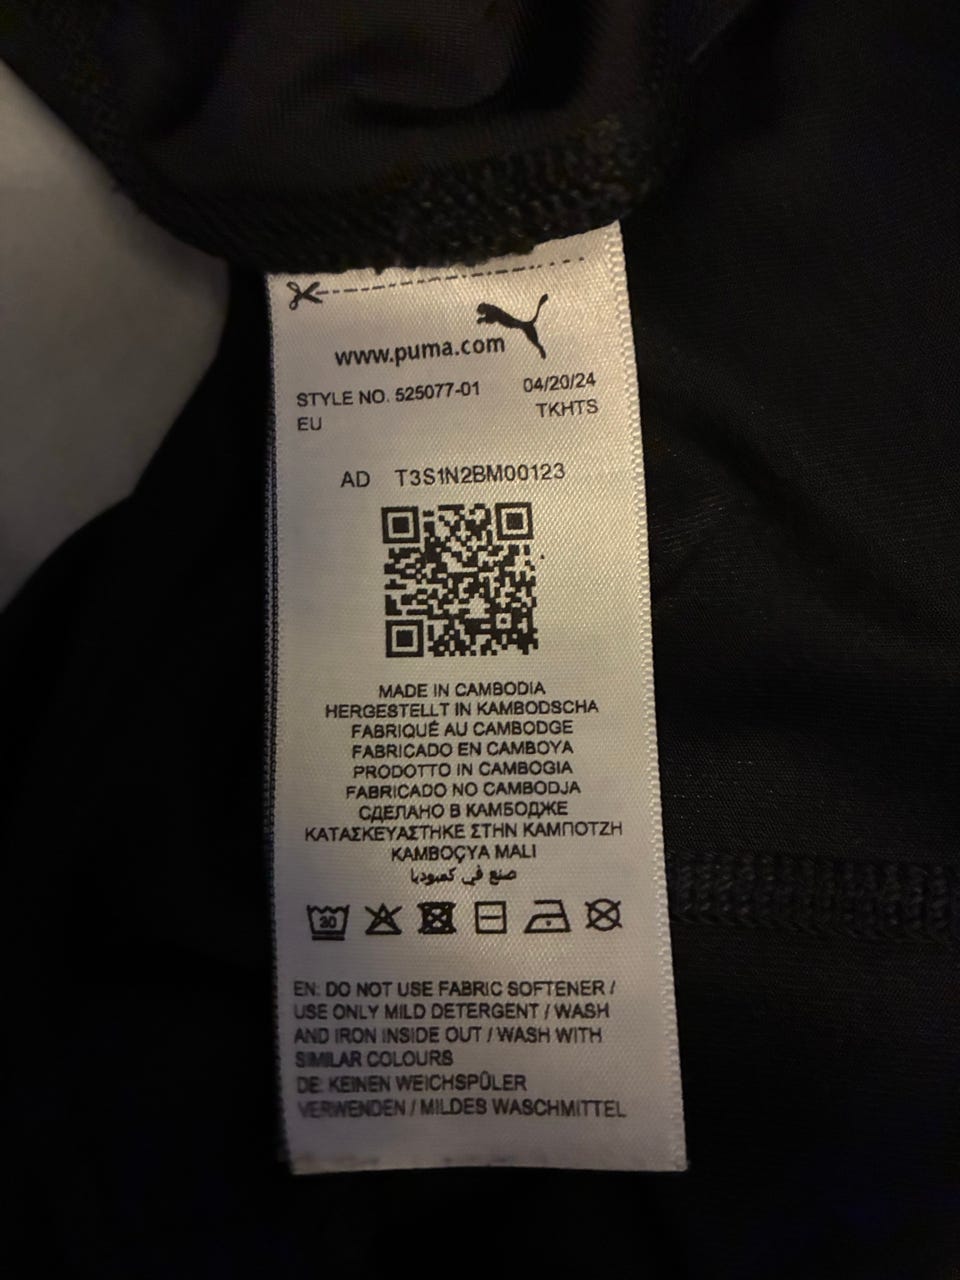 www.puma.com
STYLE NO. 525077-01 04/20/24
EU TKHTS
AD T3S1N2BM00123
MADE IN CAMBODIA
HERGESTELLT IN KAMBODSCHA
FABRIQUÉ AU CAMBODGE
FABRICADO EN CAMBOYA
PRODOTTO IN CAMBOGIA
FABRICADO NO CAMBODJA
СДЕЛАНО В КАМБОДЖЕ
ΚΑΤΑΣΚΕΥΑΣΤΗΚΕ ΣΤΗΝ ΚΑΜΠΟΤΖΗ
KAMBOÇYA MALI
صنع في كمبوديا
30
EN: DO NOT USE FABRIC SOFTENER /
USE ONLY MILD DETERGENT / WASH
AND IRON INSIDE OUT / WASH WITH
SIMILAR COLOURS
DE: KEINEN WEICHSPÜLER
VERWENDEN / MILDES WASCHMITTEL